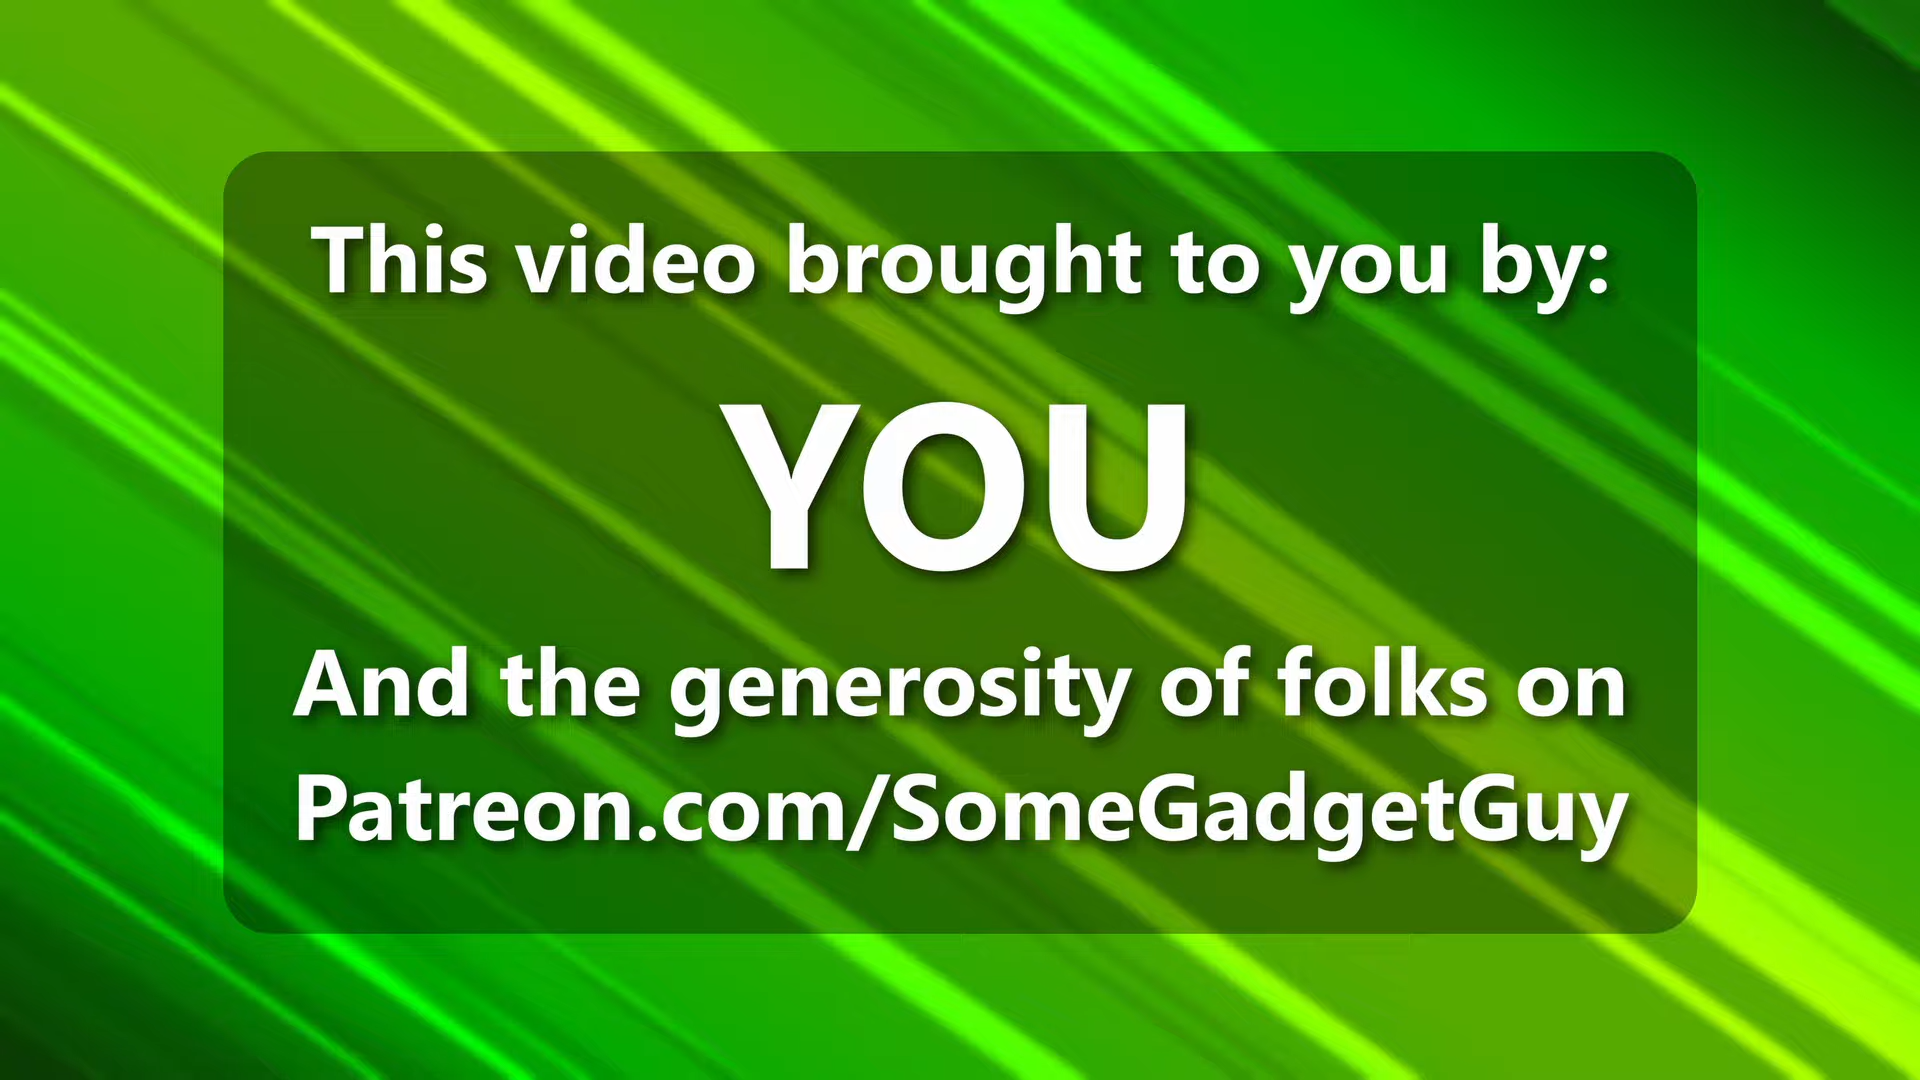 This video brought to you by:
YOU
And the generosity of folks on
Patreon.com/SomeGadgetGuy